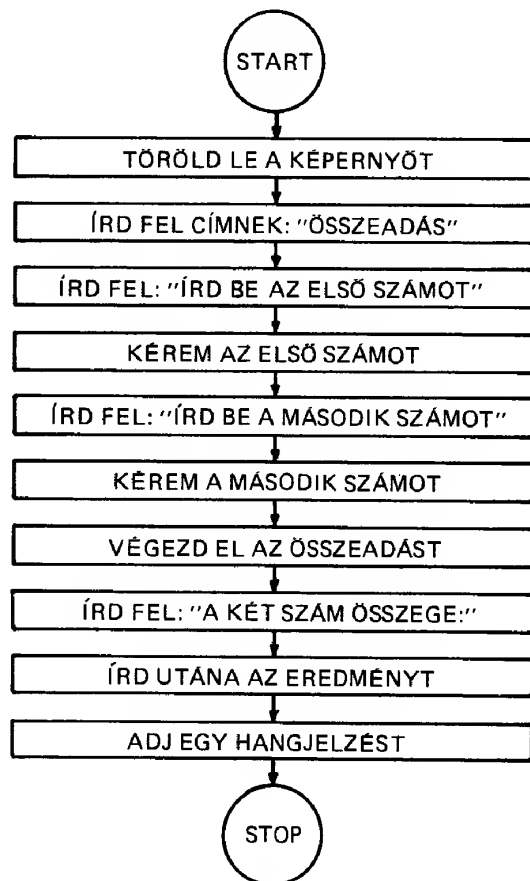 START
TÖRÖLD LE A KÉPERNYŐT
ÍRD FEL CÍMNEK: "ÖSSZEADÁS"
ÍRD FEL: "ÍRD BE AZ ELSŐ SZÁMOT"
KÉREM AZ ELSŐ SZÁMOT
ÍRD FEL: "ÍRD BE A MÁSODIK SZÁMOT"
KÉREM A MÁSODIK SZÁMOT
VÉGEZD EL AZ ÖSSZEADÁST
ÍRD FEL: "A KÉT SZÁM ÖSSZEGE:"
ÍRD UTÁNA AZ EREDMÉNYT
ADJ EGY HANGJELZÉST
STOP